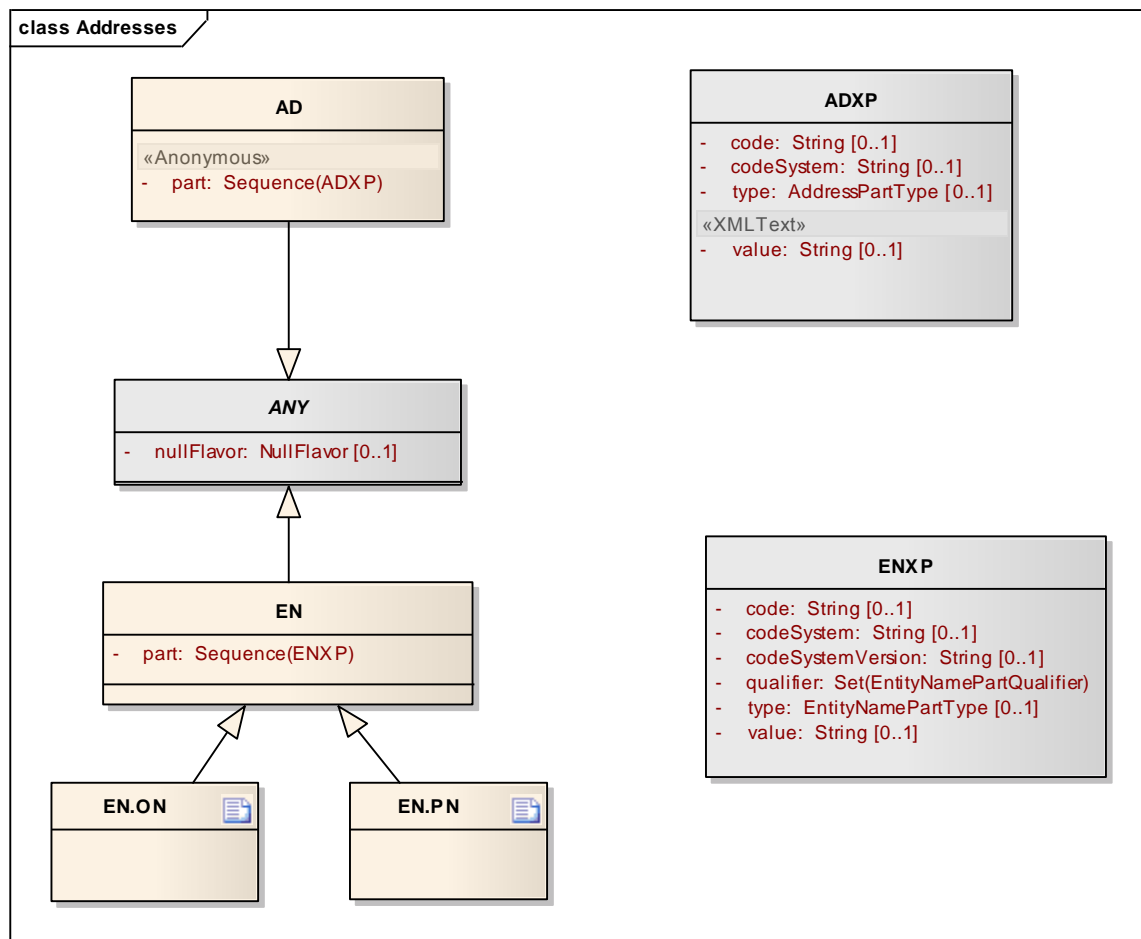 class Addresses
AD
«Anonymous»
- part: Sequence(ADXP)
ADXP
- code: String [0..1]
- codeSystem: String [0..1]
- type: AddressPartType [0..1]
«XMLText»
- value: String [0..1]
ANY
- nullFlavor: NullFlavor [0..1]
EN
- part: Sequence(ENXP)
ENXP
- code: String [0..1]
- codeSystem: String [0..1]
- codeSystemVersion: String [0..1]
- qualifier: Set(EntityNamePartQualifier)
- type: EntityNamePartType [0..1]
- value: String [0..1]
EN.ON
EN.PN